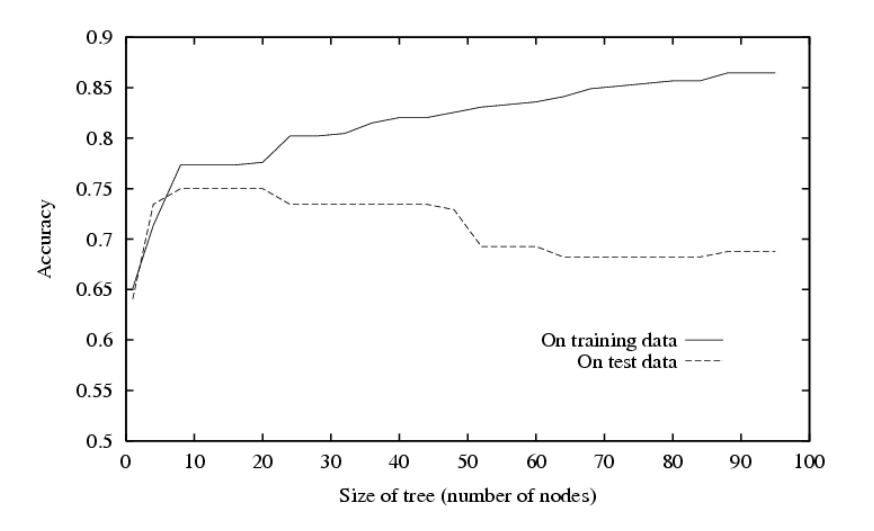 0.9
0.85
0.8
0.75
0.7
0.65
0.6
0.55
0.5
Accuracy
On training data
On test data
0 10 20 30 40 50 60 70 80 90 100
Size of tree (number of nodes)